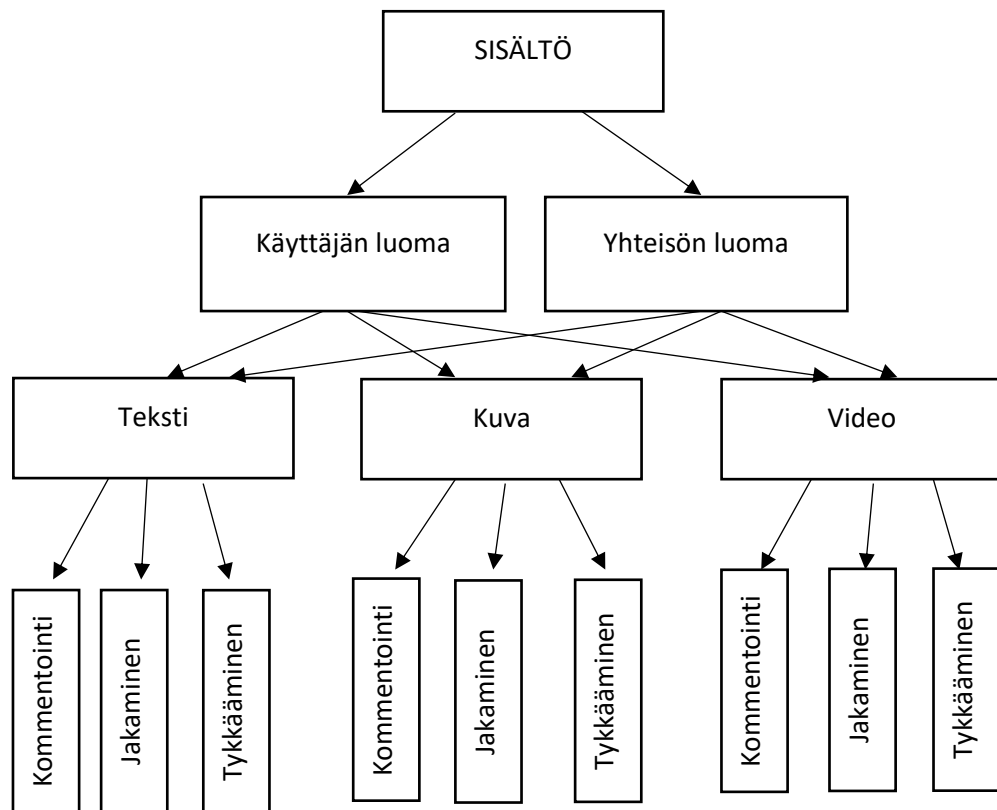 SISÄLTÖ
Käyttäjän luoma
Yhteisön luoma
Teksti
Kuva
Video
Kommentointi
Jakaminen
Tykkääminen
Kommentointi
Jakaminen
Tykkääminen
Kommentointi
Jakaminen
Tykkääminen